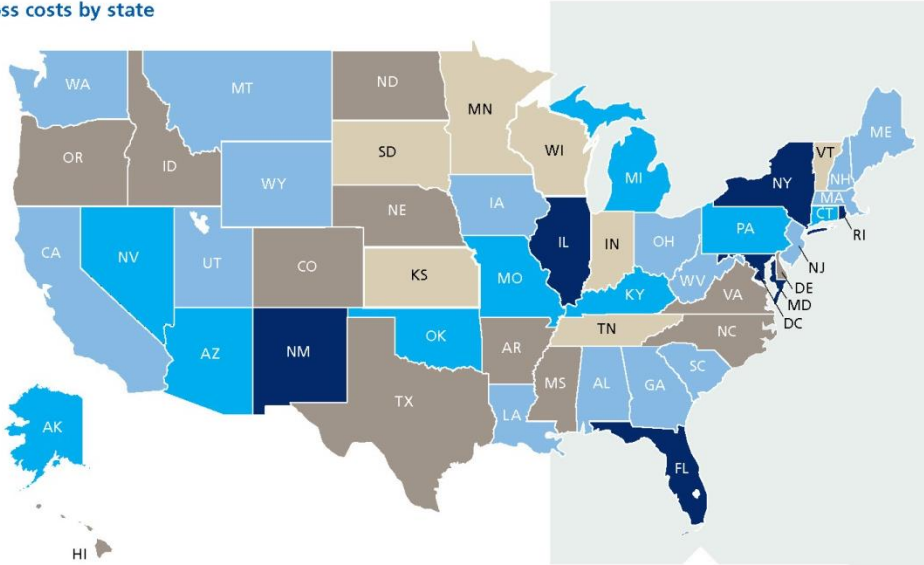 oss costs by state
WA
MT
ND
MN
ME
OR
ID
SD
WI
VT
NH
NY
MI
MA
CT
RI
WY
IA
NE
PA
NJ
CA
NV
UT
CO
IL
IN
OH
KS
MO
WV
DE
MD
KY
VA
DC
AZ
NM
OK
TN
NC
AR
SC
TX
MS
AL
GA
LA
AK
FL
HI